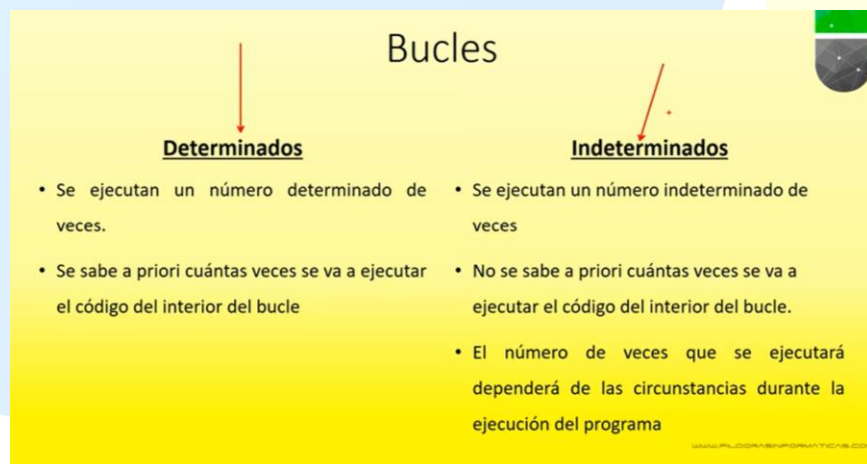 Bucles
Determinados
• Se ejecutan un número determinado de
veces.
• Se sabe a priori cuántas veces se va a ejecutar
el código del interior del bucle
Indeterminados
• Se ejecutan un número indeterminado de
veces
• No se sabe a priori cuántas veces se va a
ejecutar el código del interior del bucle.
• El número de veces que se ejecutará
dependerá de las circunstancias durante la
ejecución del programa
WWW.PILDORASINFORMATICAS.CO